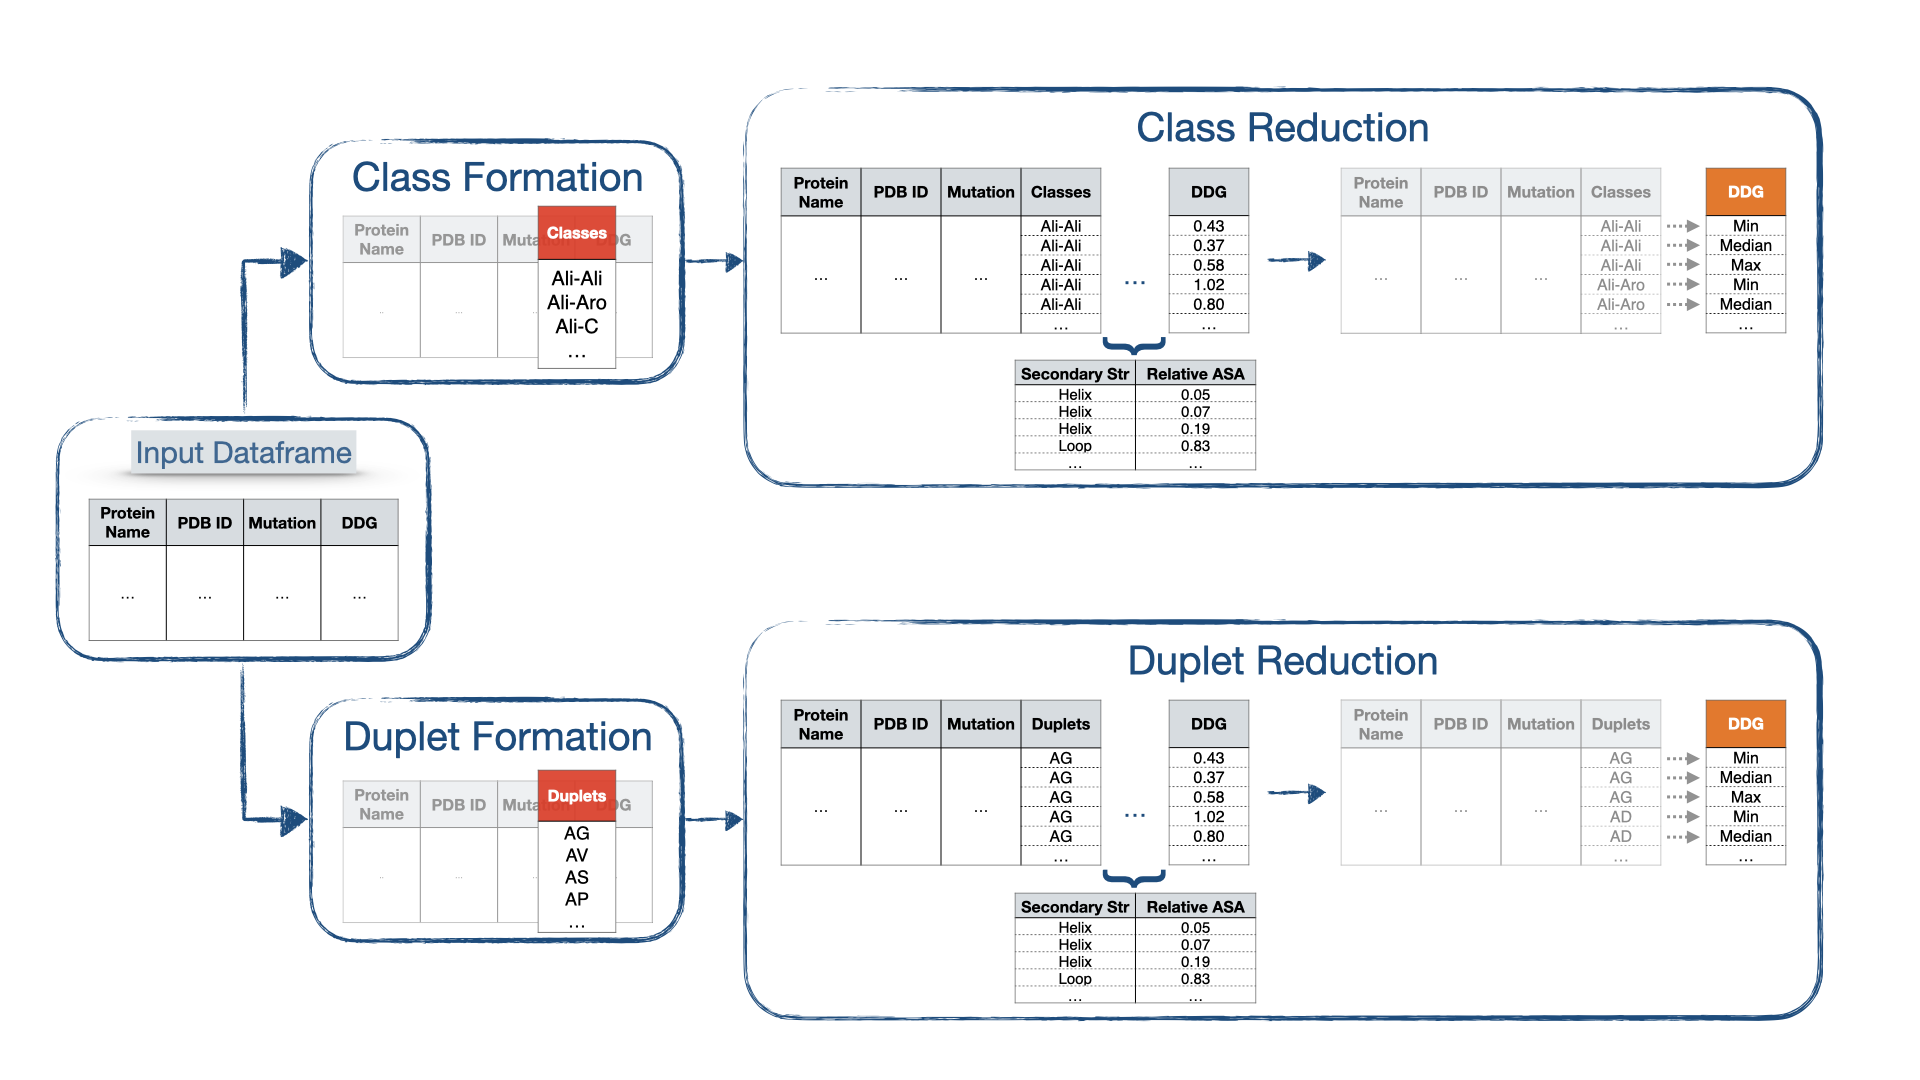 Class Reduction
Protein Name PDB ID Mutation Classes DDG
Ali-Ali 0.43
Ali-Ali 0.37
Ali-Ali 0.58
... ... ... Ali-Ali ... 1.02
Ali-Ali 0.80
... ...
Secondary Str Relative ASA
Helix 0.05
Helix 0.07
Helix 0.19
Loop 0.83
... ...
Protein Name PDB ID Mutation Classes DDG
Ali-Ali Min
Ali-Ali Median
Ali-Ali Max
... ... ... Ali-Aro Min
Ali-Aro Median
... ...
Class Formation
Protein Name PDB ID Classes DDG
Ali-Ali
Ali-Aro
Ali-C
...
Input Dataframe
Protein Name PDB ID Mutation DDG
... ... ... ...
Duplet Formation
Protein Name PDB ID Duplets DDG
AG
AV
AS
AP
...
Duplet Reduction
Protein Name PDB ID Mutation Duplets DDG
AG 0.43
AG 0.37
AG 0.58
... ... ... AG ... 1.02
AG 0.80
... ...
Secondary Str Relative ASA
Helix 0.05
Helix 0.07
Helix 0.19
Loop 0.83
... ...
Protein Name PDB ID Mutation Duplets DDG
AG Min
AG Median
AG Max
... ... ... AD Min
AD Median
... ...